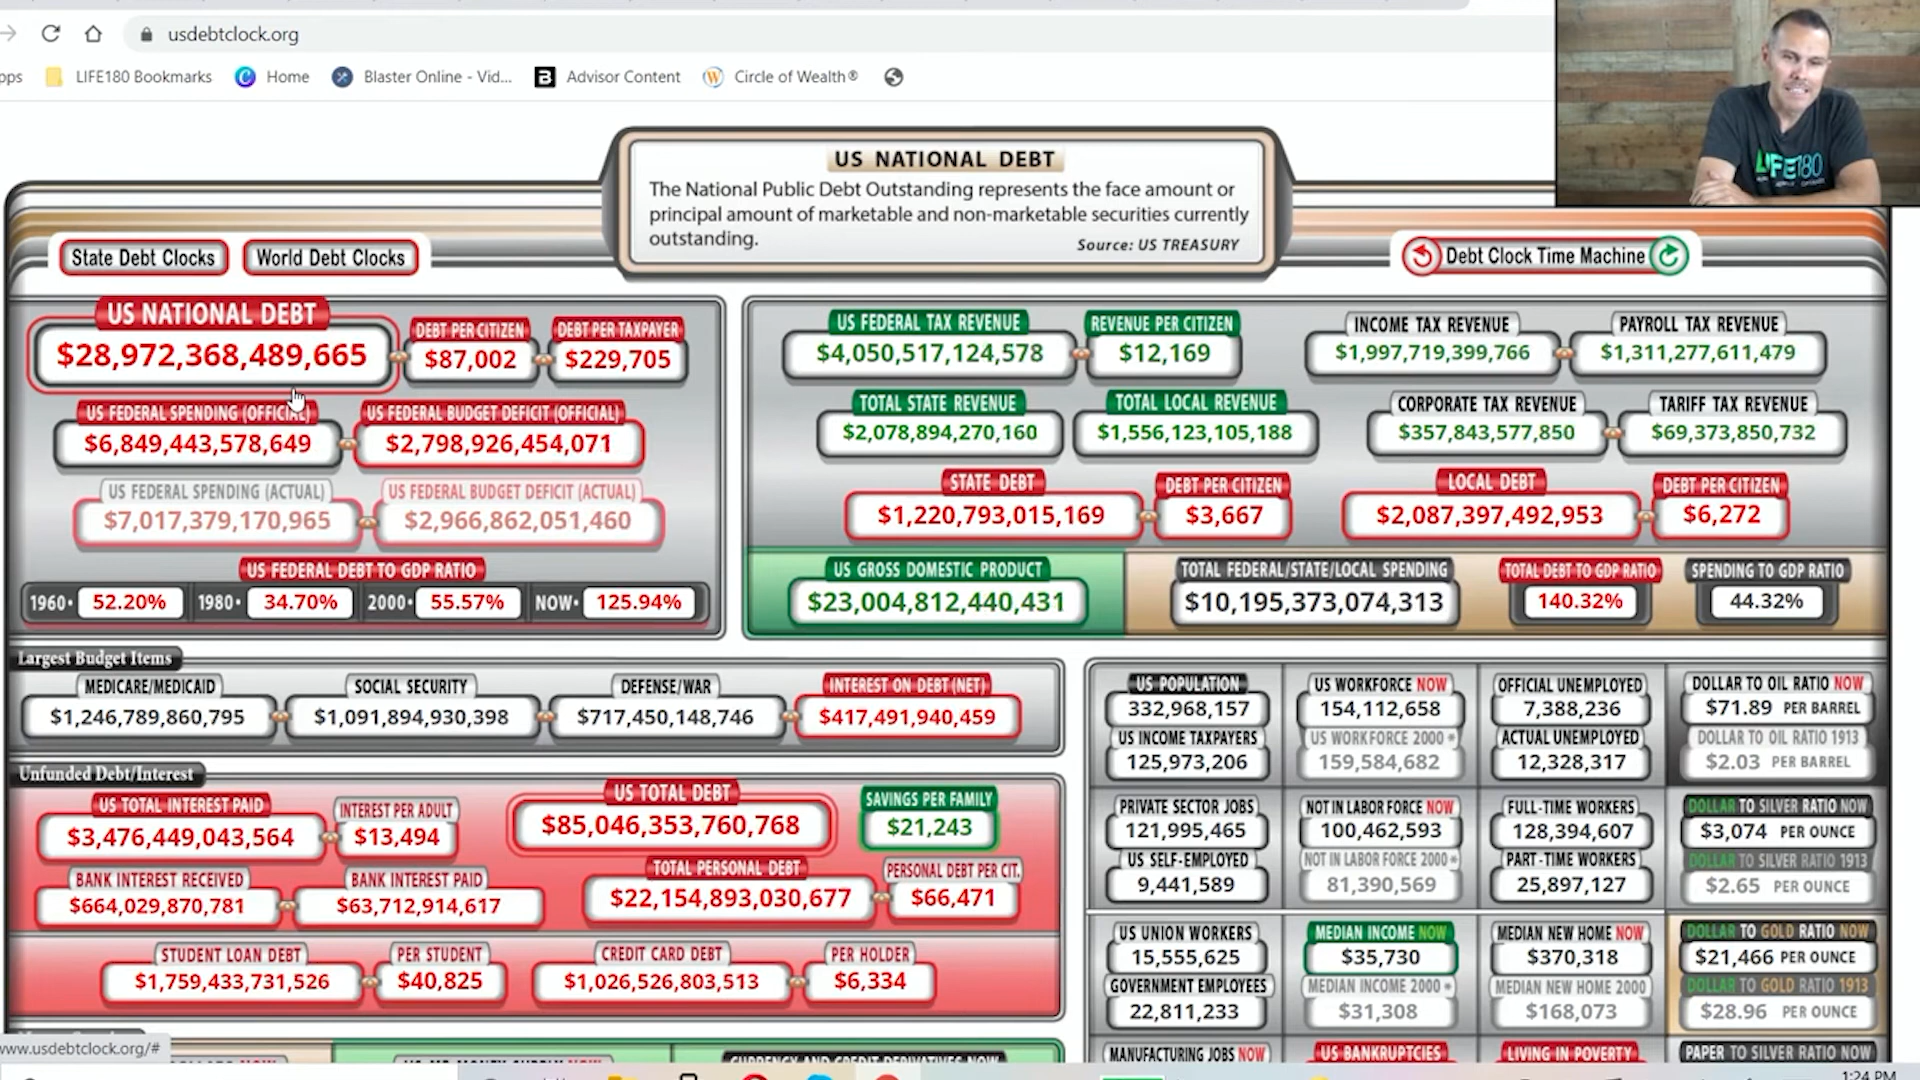 usdebtclock.org
pps
LIFE180 Bookmarks
Home
Blaster Online - Vid...
Advisor Content
Circle of Wealth®
LIFE180
US NATIONAL DEBT
The National Public Debt Outstanding represents the face amount or
principal amount of marketable and non-marketable securities currently
outstanding.
Source: US TREASURY
State Debt Clocks
World Debt Clocks
Debt Clock Time Machine
US NATIONAL DEBT
$28,972,368,489,665
DEBT PER CITIZEN
$87,002
DEBT PER TAXPAYER
$229,705
US FEDERAL SPENDING (OFFICIAL)
$6,849,443,578,649
US FEDERAL BUDGET DEFICIT (OFFICIAL)
$2,798,926,454,071
US FEDERAL SPENDING (ACTUAL)
$7,017,379,170,965
US FEDERAL BUDGET DEFICIT (ACTUAL)
$2,966,862,051,460
US FEDERAL DEBT TO GDP RATIO
1960• 52.20% 1980• 34.70% 2000• 55.57% NOW• 125.94%
US FEDERAL TAX REVENUE
$4,050,517,124,578
REVENUE PER CITIZEN
$12,169
INCOME TAX REVENUE
$1,997,719,399,766
PAYROLL TAX REVENUE
$1,311,277,611,479
TOTAL STATE REVENUE
$2,078,894,270,160
TOTAL LOCAL REVENUE
$1,556,123,105,188
CORPORATE TAX REVENUE
$357,843,577,850
TARIFF TAX REVENUE
$69,373,850,732
STATE DEBT
$1,220,793,015,169
DEBT PER CITIZEN
$3,667
LOCAL DEBT
$2,087,397,492,953
DEBT PER CITIZEN
$6,272
US GROSS DOMESTIC PRODUCT
$23,004,812,440,431
TOTAL FEDERAL/STATE/LOCAL SPENDING
$10,195,373,074,313
TOTAL DEBT TO GDP RATIO
140.32%
SPENDING TO GDP RATIO
44.32%
Largest Budget Items
MEDICARE/MEDICAID
$1,246,789,860,795
SOCIAL SECURITY
$1,091,894,930,398
DEFENSE/WAR
$717,450,148,746
INTEREST ON DEBT (NET)
$417,491,940,459
Unfunded Debt/Interest
US TOTAL INTEREST PAID
$3,476,449,043,564
INTEREST PER ADULT
$13,494
US TOTAL DEBT
$85,046,353,760,768
SAVINGS PER FAMILY
$21,243
BANK INTEREST RECEIVED
$664,029,870,781
BANK INTEREST PAID
$63,712,914,617
TOTAL PERSONAL DEBT
$22,154,893,030,677
PERSONAL DEBT PER CIT.
$66,471
STUDENT LOAN DEBT
$1,759,433,731,526
PER STUDENT
$40,825
CREDIT CARD DEBT
$1,026,526,803,513
PER HOLDER
$6,334
US POPULATION
332,968,157
US WORKFORCE NOW
154,112,658
OFFICIAL UNEMPLOYED
7,388,236
DOLLAR TO OIL RATIO NOW
$71.89 PER BARREL
US INCOME TAXPAYERS
125,973,206
US WORKFORCE 2000 *
159,584,682
ACTUAL UNEMPLOYED
12,328,317
DOLLAR TO OIL RATIO 1913
$2.03 PER BARREL
PRIVATE SECTOR JOBS
121,995,465
NOT IN LABOR FORCE NOW
100,462,593
FULL-TIME WORKERS
128,394,607
DOLLAR TO SILVER RATIO NOW
$3,074 PER OUNCE
US SELF-EMPLOYED
9,441,589
NOT IN LABOR FORCE 2000 *
81,390,569
PART-TIME WORKERS
25,897,127
DOLLAR TO SILVER RATIO 1913
$2.65 PER OUNCE
US UNION WORKERS
15,555,625
MEDIAN INCOME NOW
$35,730
MEDIAN NEW HOME NOW
$370,318
DOLLAR TO GOLD RATIO NOW
$21,466 PER OUNCE
GOVERNMENT EMPLOYEES
22,811,233
MEDIAN INCOME 2000 *
$31,308
MEDIAN NEW HOME 2000
$168,073
DOLLAR TO GOLD RATIO 1913
$28.96 PER OUNCE
MANUFACTURING JOBS NOW
US BANKRUPTCIES
LIVING IN POVERTY
PAPER TO SILVER RATIO NOW
www.usdebtclock.org/#
CURRENCY AND CREDIT DERIVATIVES NOW
1:24 PM